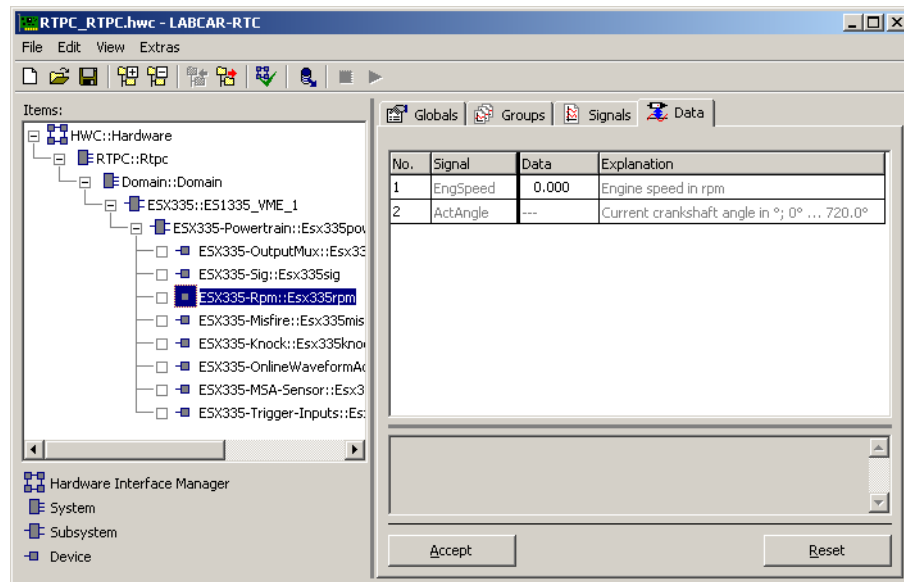 RTPC_RTPC.hwc - LABCAR-RTC
File Edit View Extras
Items:
HWC::Hardware
RTPC::Rtpc
Domain::Domain
ESX335::ES1335_VME_1
ESX335-Powertrain::Esx335pow
ESX335-OutputMux::Esx33
ESX335-Sig::Esx335sig
ESX335-Rpm::Esx335rpm
ESX335-Misfire::Esx335mis
ESX335-Knock::Esx335kno
ESX335-OnlineWaveformAc
ESX335-MSA-Sensor::Esx3
ESX335-Trigger-Inputs::Es
Hardware Interface Manager
System
Subsystem
Device
Globals Groups Signals Data
No. Signal Data Explanation
1 EngSpeed 0.000 Engine speed in rpm
2 ActAngle --- Current crankshaft angle in °; 0° ... 720.0°
Accept Reset